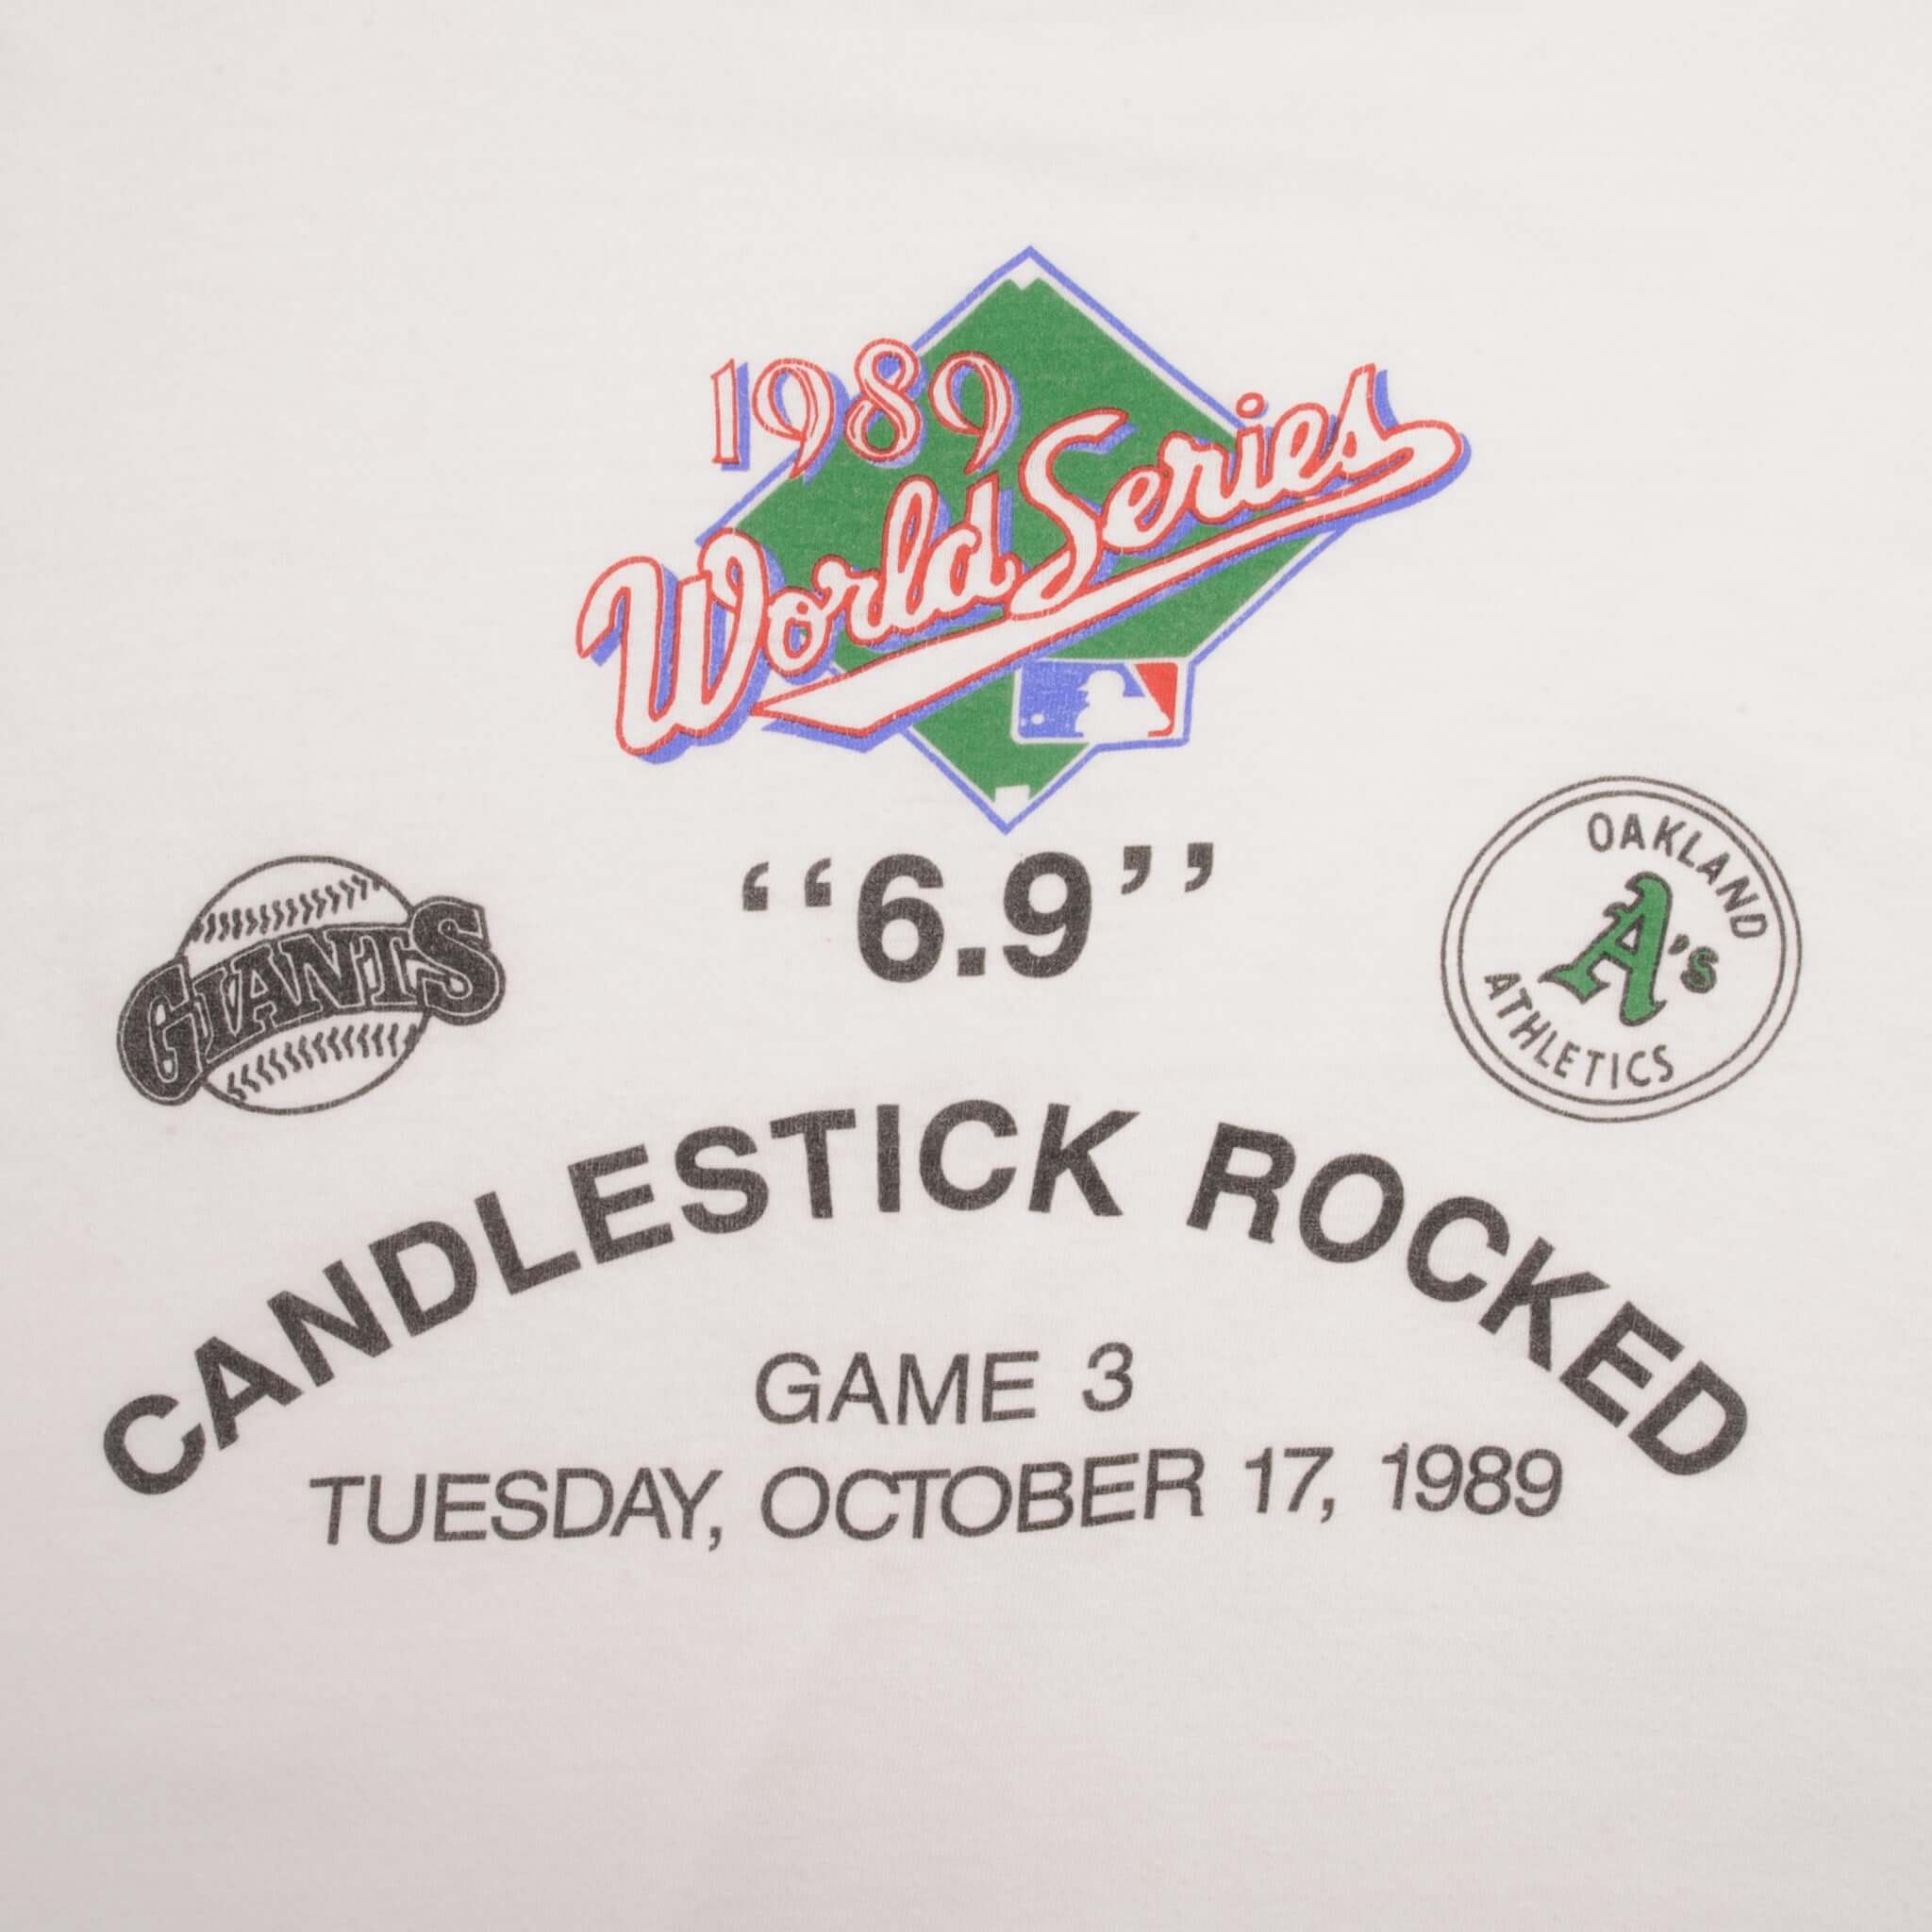 1989
World Series
"6.9"
GIANTS
OAKLAND
A's
ATHLETICS
CANDLESTICK ROCKED
GAME 3
TUESDAY, OCTOBER 17, 1989